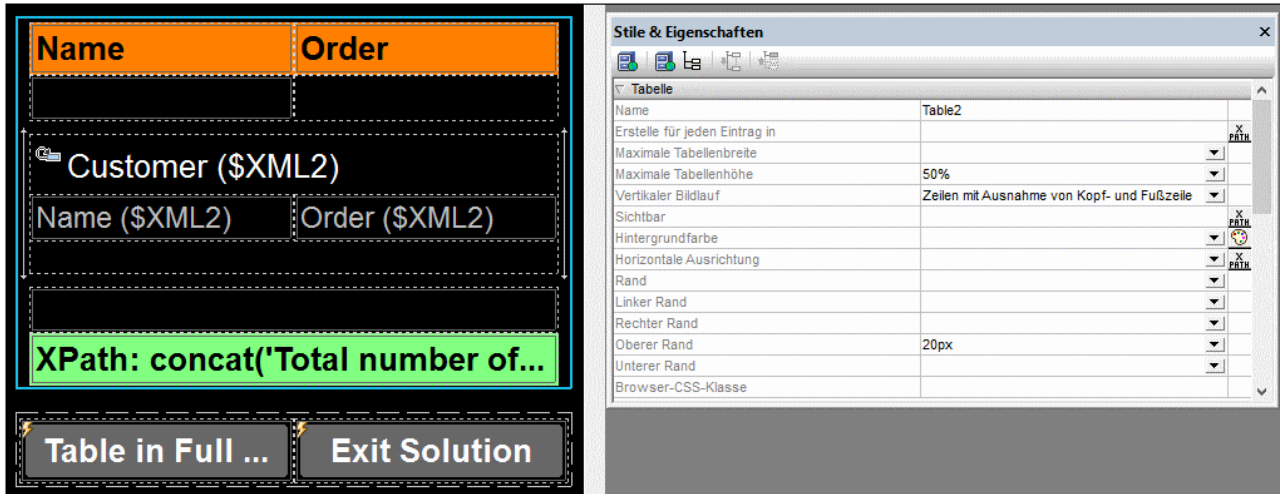 Name Order
Customer ($XML2)
Name ($XML2) Order ($XML2)
XPath: concat('Total number of...
Table in Full ... Exit Solution
Stile & Eigenschaften
Tabelle
Name Table2
Erstelle für jeden Eintrag in XPATH
Maximale Tabellenbreite
Maximale Tabellenhöhe 50%
Vertikaler Bildlauf Zeilen mit Ausnahme von Kopf- und Fußzeile
Sichtbar XPATH
Hintergrundfarbe
Horizontale Ausrichtung XPATH
Rand
Linker Rand
Rechter Rand
Oberer Rand 20px
Unterer Rand
Browser-CSS-Klasse